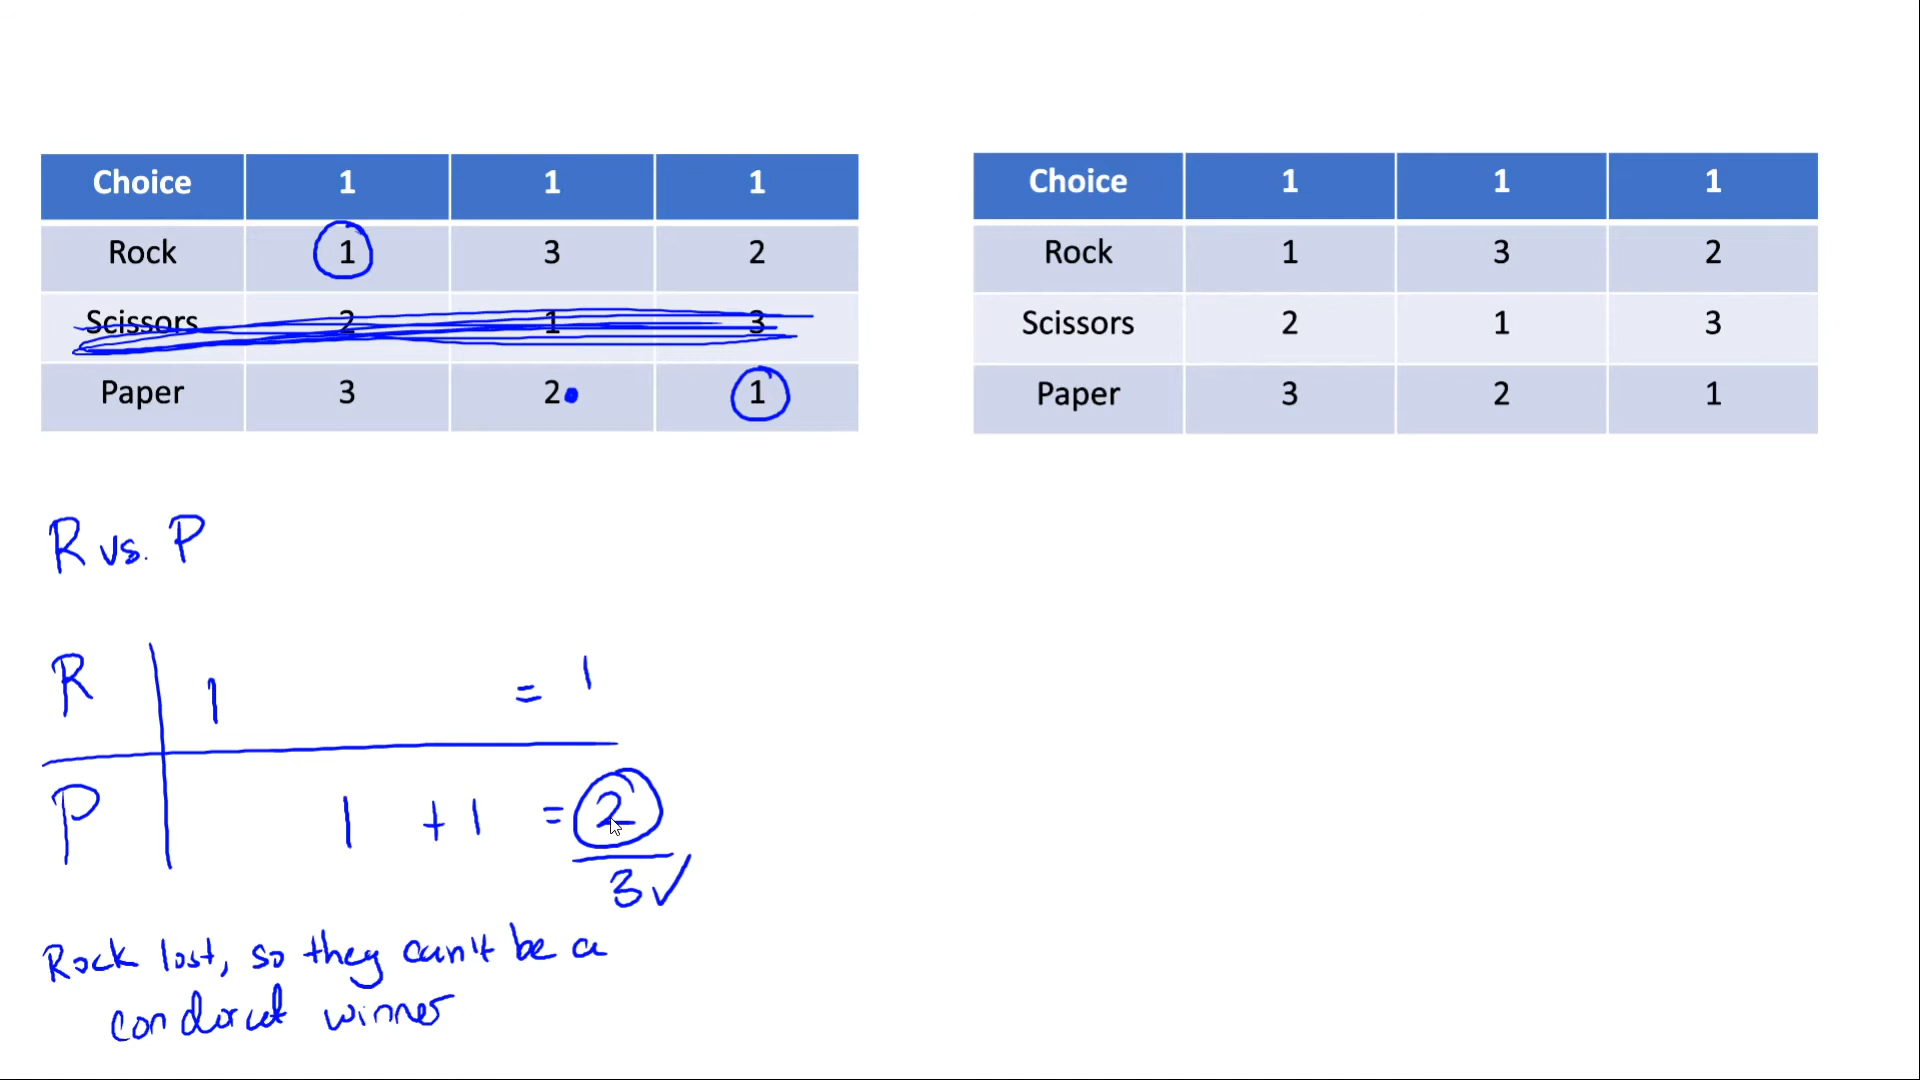 Choice 1 1 1
Rock 1 3 2
Scissors 2 1 3
Paper 3 2 1
Choice 1 1 1
Rock 1 3 2
Scissors 2 1 3
Paper 3 2 1
R vs. P
R 1 = 1
P 1 + 1 = 2
3✓
Rock lost, so they can't be a
condorcet winner